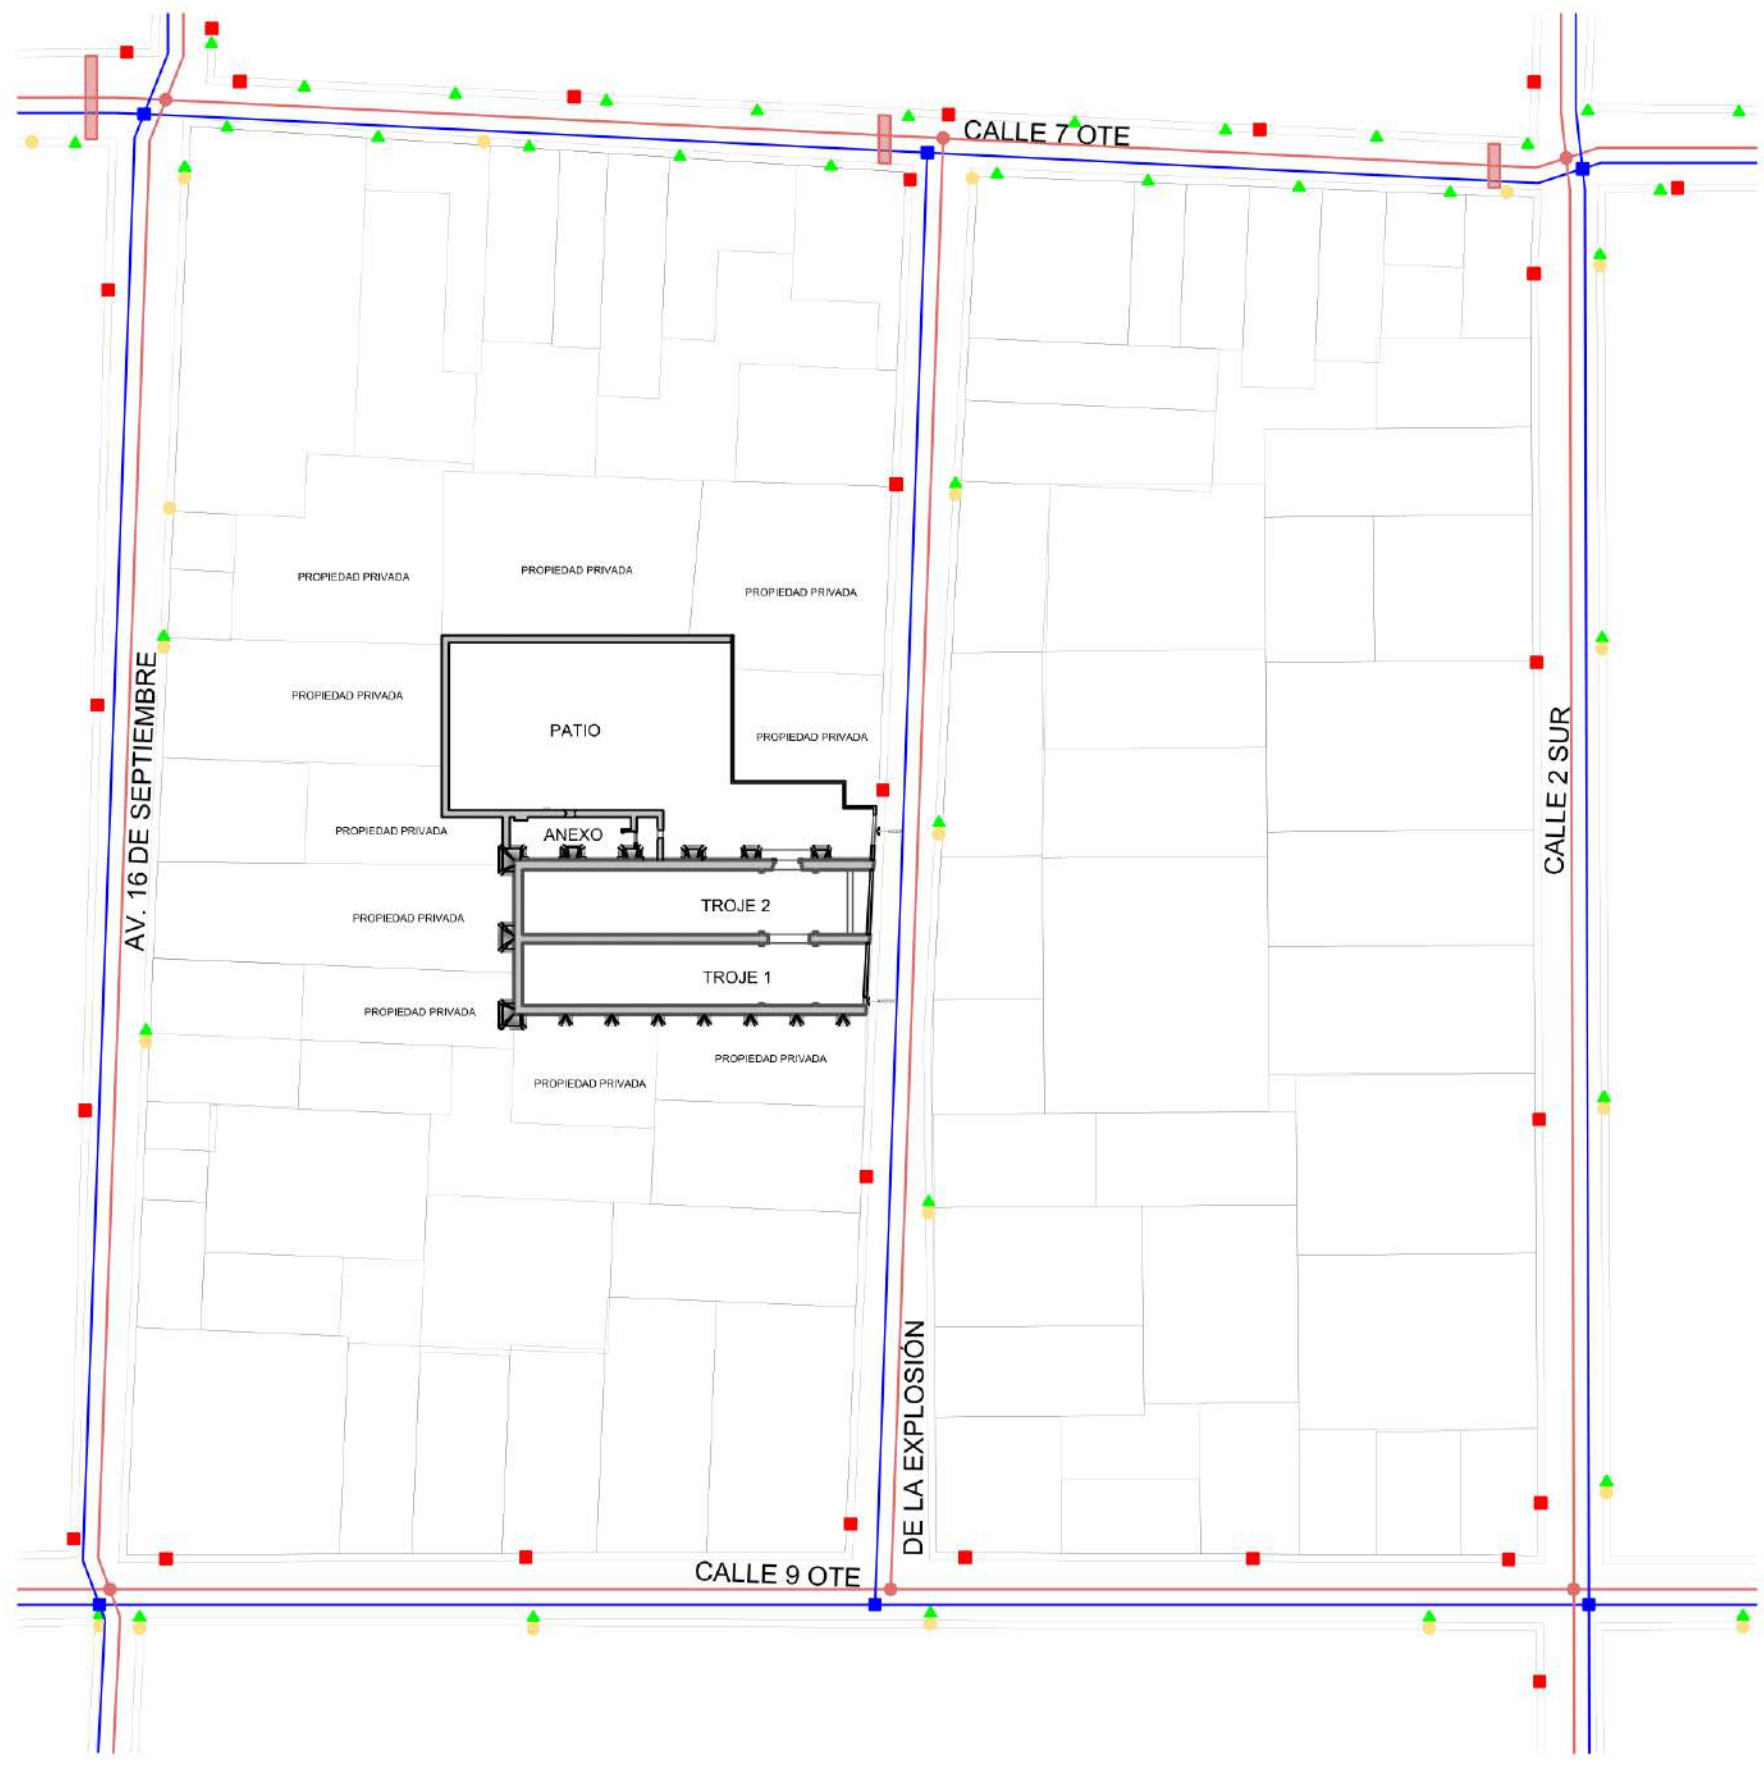 CALLE 7 OTE
PROPIEDAD PRIVADA
PROPIEDAD PRIVADA
PROPIEDAD PRIVADA
AV. 16 DE SEPTIEMBRE
PROPIEDAD PRIVADA
PATIO
PROPIEDAD PRIVADA
CALLE 2 SUR
PROPIEDAD PRIVADA
ANEXO
PROPIEDAD PRIVADA
TROJE 2
TROJE 1
PROPIEDAD PRIVADA
PROPIEDAD PRIVADA
PROPIEDAD PRIVADA
DE LA EXPLOSIÓN
CALLE 9 OTE